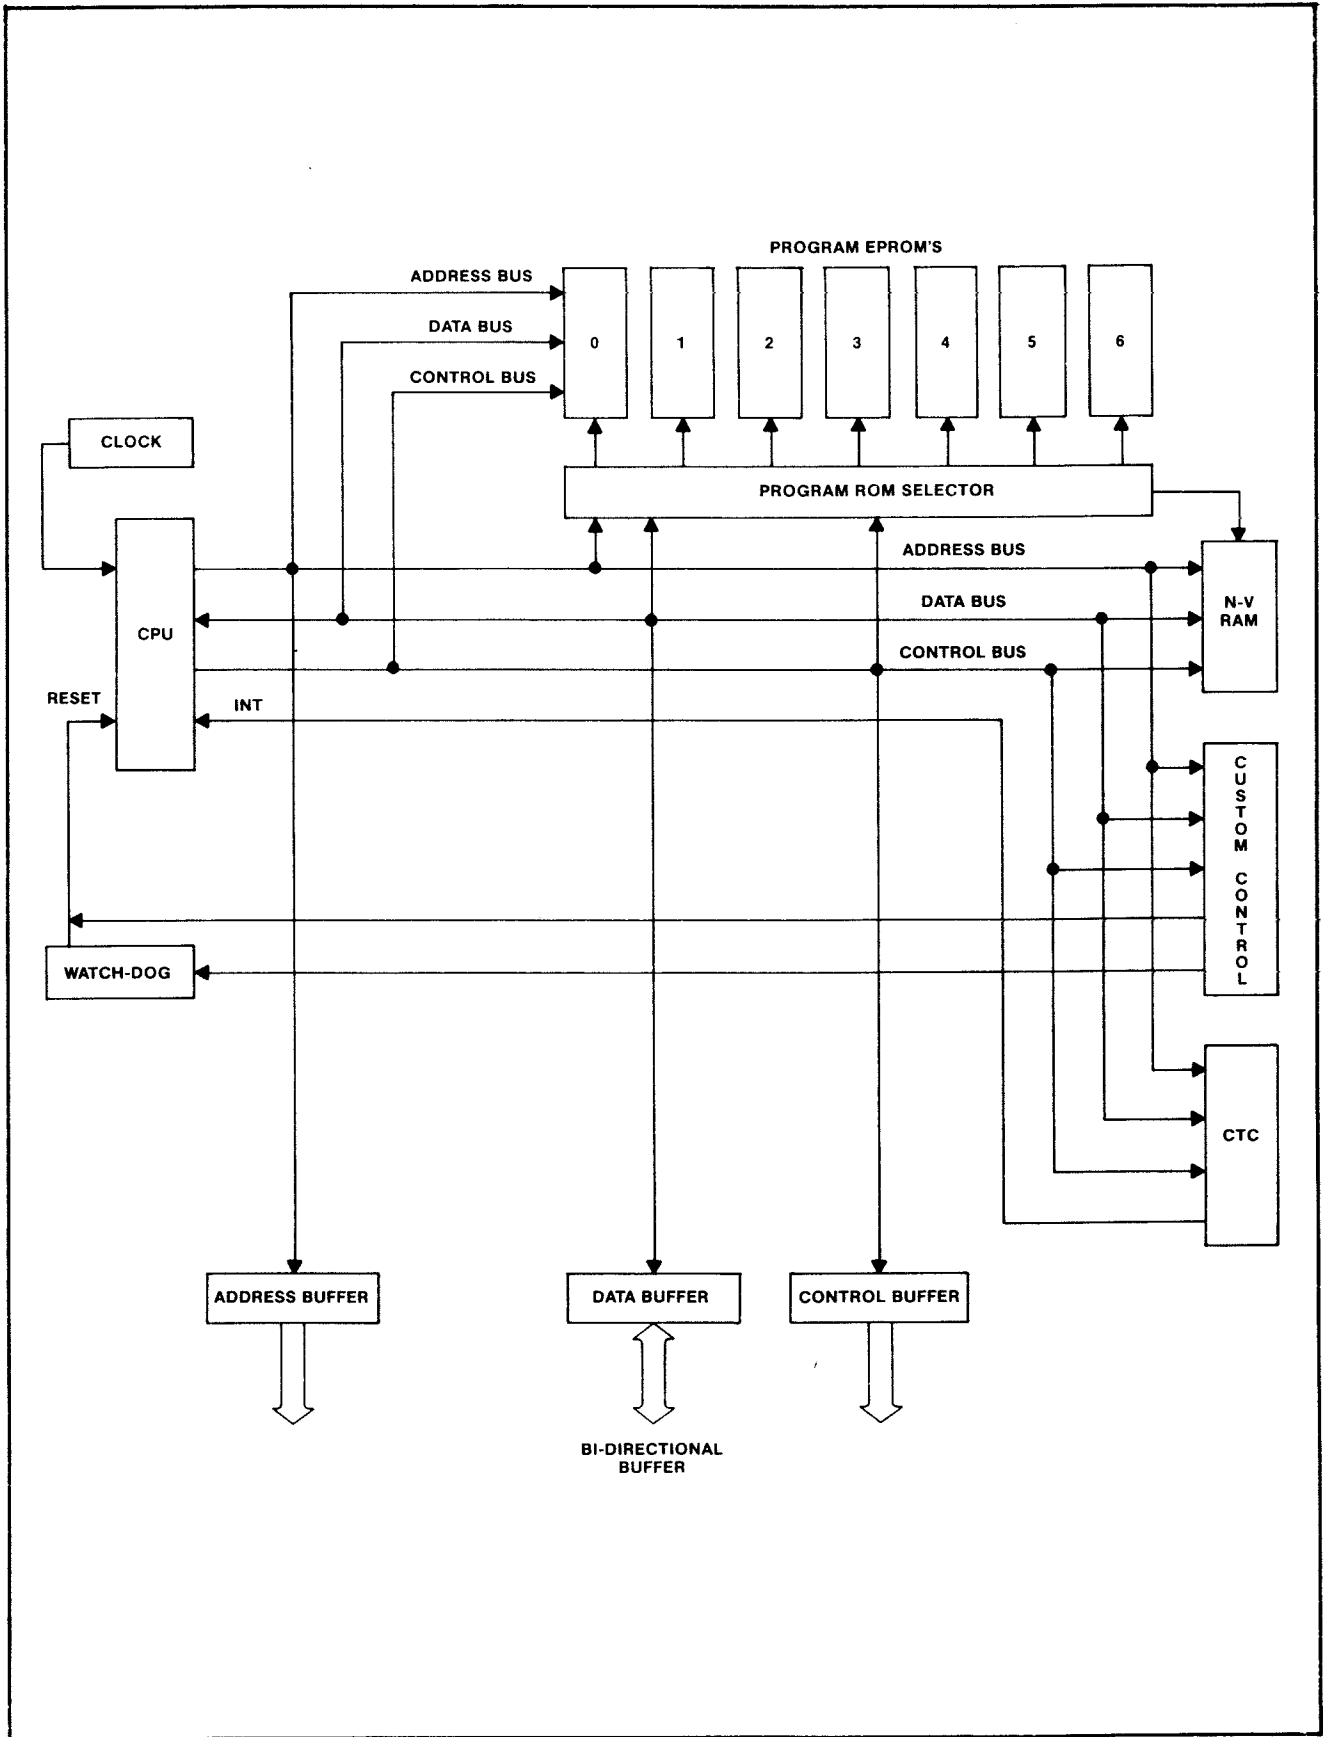 PROGRAM EPROM'S
ADDRESS BUS
DATA BUS
CONTROL BUS
0
1
2
3
4
5
6
CLOCK
PROGRAM ROM SELECTOR
ADDRESS BUS
DATA BUS
CONTROL BUS
N-V
RAM
CPU
RESET
INT
CUSTOM CONTROL
WATCH-DOG
CTC
ADDRESS BUFFER
DATA BUFFER
CONTROL BUFFER
BI-DIRECTIONAL
BUFFER